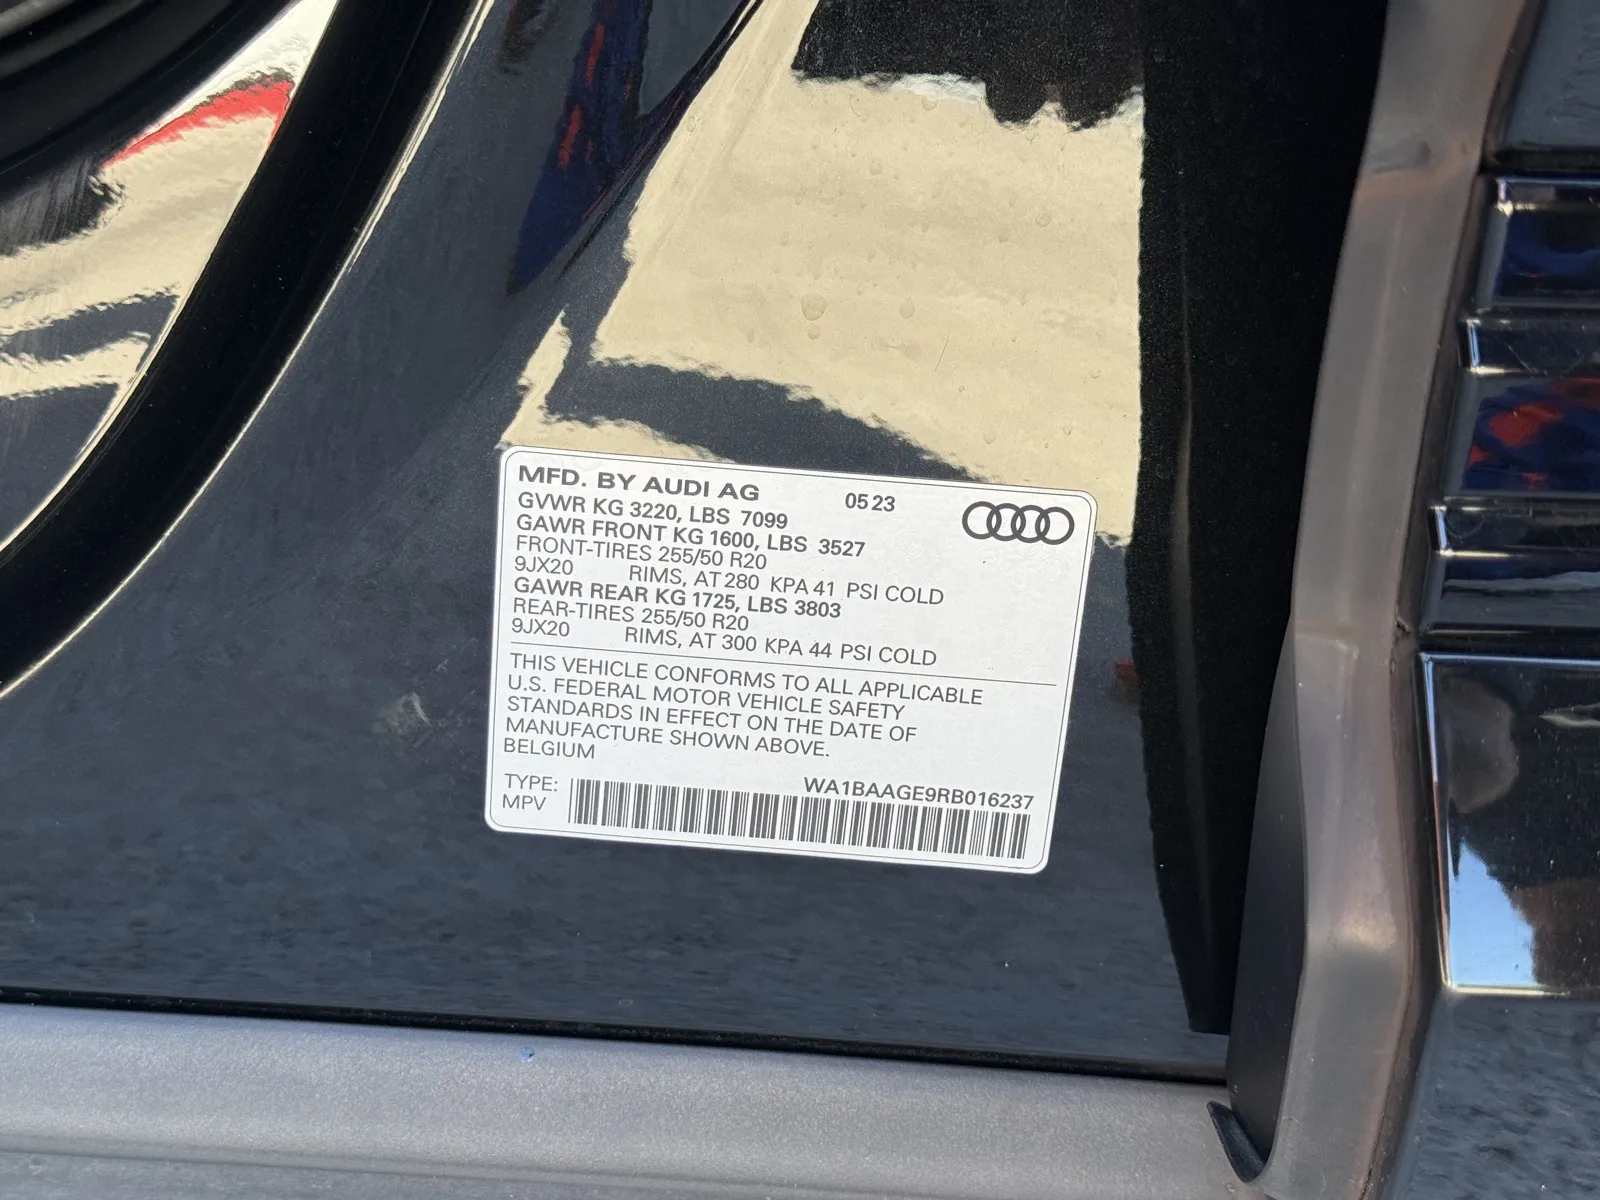 MFD. BY AUDI AG 05 23
GVWR KG 3220, LBS 7099
GAWR FRONT KG 1600, LBS 3527
FRONT-TIRES 255/50 R20
9JX20 RIMS, AT 280 KPA 41 PSI COLD
GAWR REAR KG 1725, LBS 3803
REAR-TIRES 255/50 R20
9JX20 RIMS, AT 300 KPA 44 PSI COLD
THIS VEHICLE CONFORMS TO ALL APPLICABLE
U.S. FEDERAL MOTOR VEHICLE SAFETY
STANDARDS IN EFFECT ON THE DATE OF
MANUFACTURE SHOWN ABOVE.
BELGIUM
TYPE: WA1BAAGE9RB016237
MPV